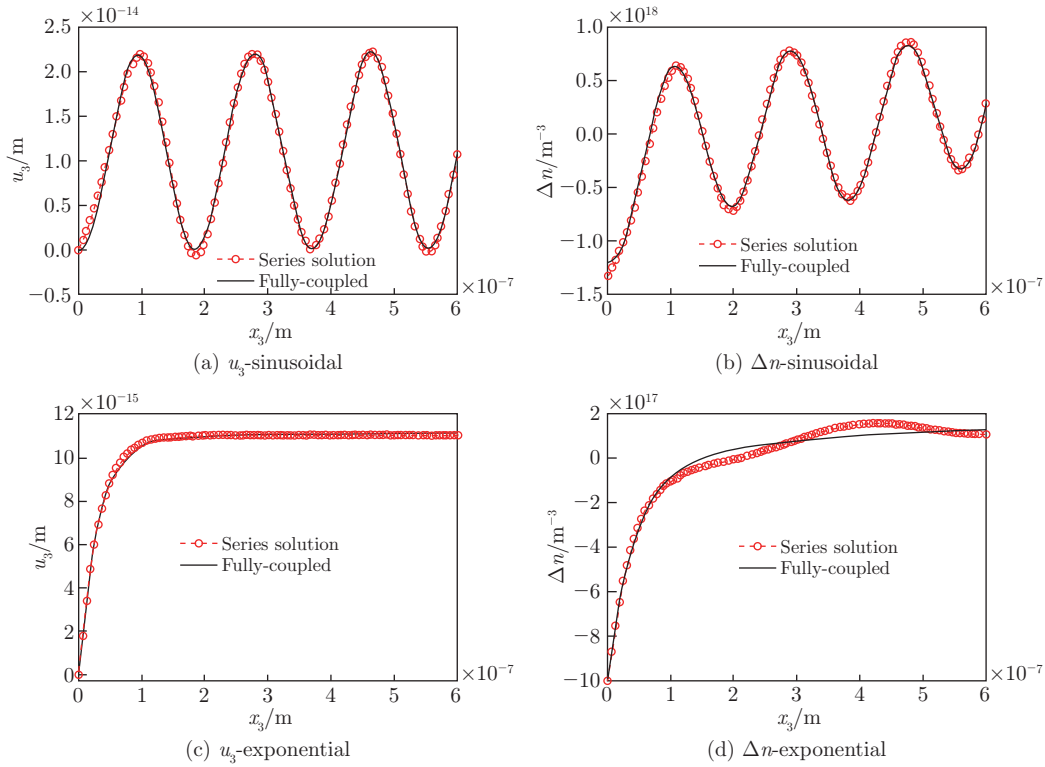 ×10⁻¹⁴
2.5
2.0
1.5
1.0
0.5
0.0
−0.5
u₃/m
Series solution
Fully-coupled
0 1 2 3 4 5 6
×10⁻⁷
x₃/m
(a) u₃-sinusoidal
×10¹⁸
1.0
0.5
0.0
−0.5
−1.0
−1.5
Δn/m⁻³
Series solution
Fully-coupled
0 1 2 3 4 5 6
×10⁻⁷
x₃/m
(b) Δn-sinusoidal
×10⁻¹⁵
12
10
8
6
4
2
0
u₃/m
Series solution
Fully-coupled
0 1 2 3 4 5 6
×10⁻⁷
x₃/m
(c) u₃-exponential
×10¹⁷
2
0
−2
−4
−6
−8
−10
Δn/m⁻³
Series solution
Fully-coupled
0 1 2 3 4 5 6
×10⁻⁷
x₃/m
(d) Δn-exponential